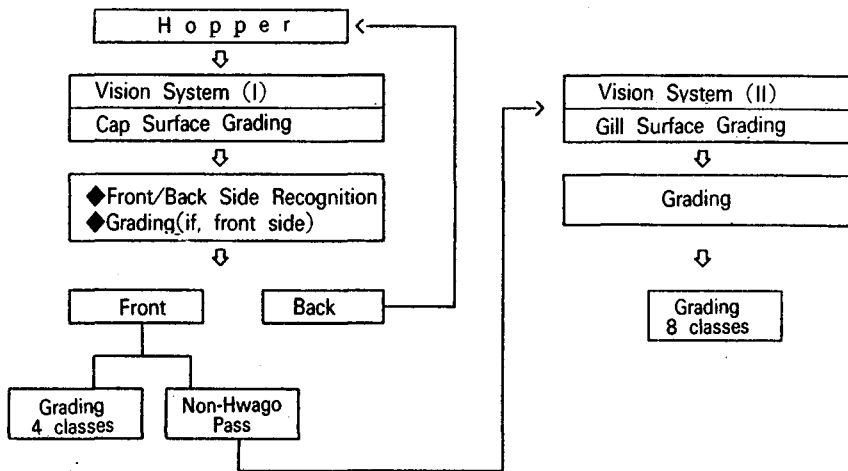 Hopper
Vision System (I)
Cap Surface Grading
◆Front/Back Side Recognition
◆Grading(if, front side)
Front
Back
Grading
4 classes
Non-Hwago
Pass
Vision System (II)
Gill Surface Grading
Grading
Grading
8 classes